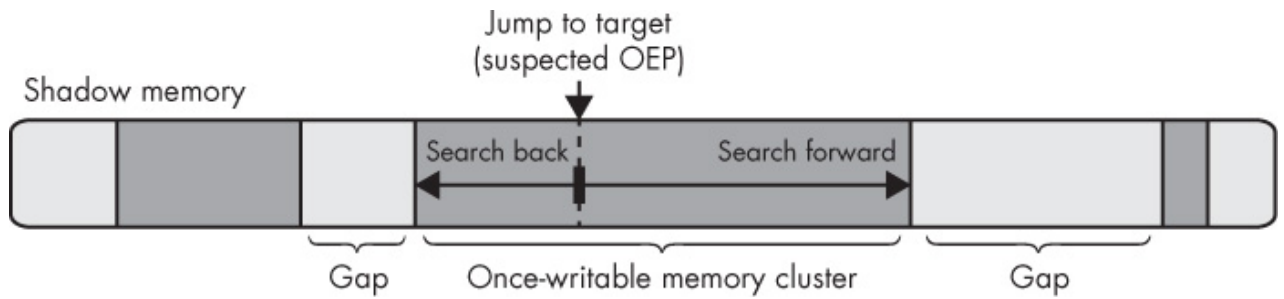 Jump to target
(suspected OEP)
Shadow memory
Search back
Search forward
Gap
Once-writable memory cluster
Gap